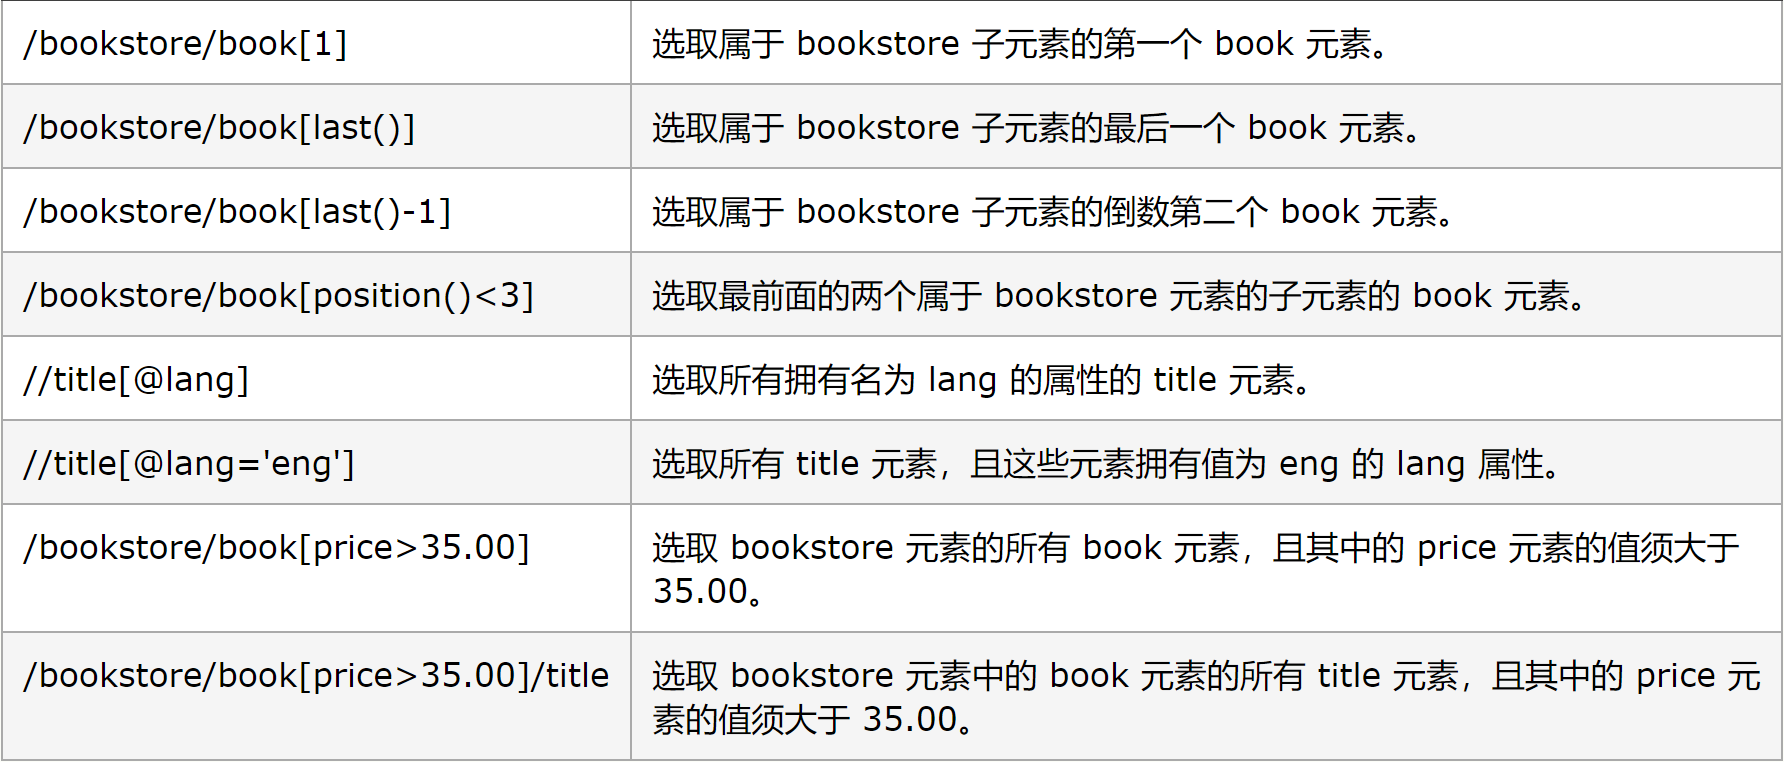 /bookstore/book[1]
选取属于 bookstore 子元素的第一个 book 元素。
/bookstore/book[last()]
选取属于 bookstore 子元素的最后一个 book 元素。
/bookstore/book[last()-1]
选取属于 bookstore 子元素的倒数第二个 book 元素。
/bookstore/book[position()<3]
选取最前面的两个属于 bookstore 元素的子元素的 book 元素。
//title[@lang]
选取所有拥有名为 lang 的属性的 title 元素。
//title[@lang='eng']
选取所有 title 元素，且这些元素拥有值为 eng 的 lang 属性。
/bookstore/book[price>35.00]
选取 bookstore 元素的所有 book 元素，且其中的 price 元素的值须大于
35.00。
/bookstore/book[price>35.00]/title
选取 bookstore 元素中的 book 元素的所有 title 元素，且其中的 price 元
素的值须大于 35.00。